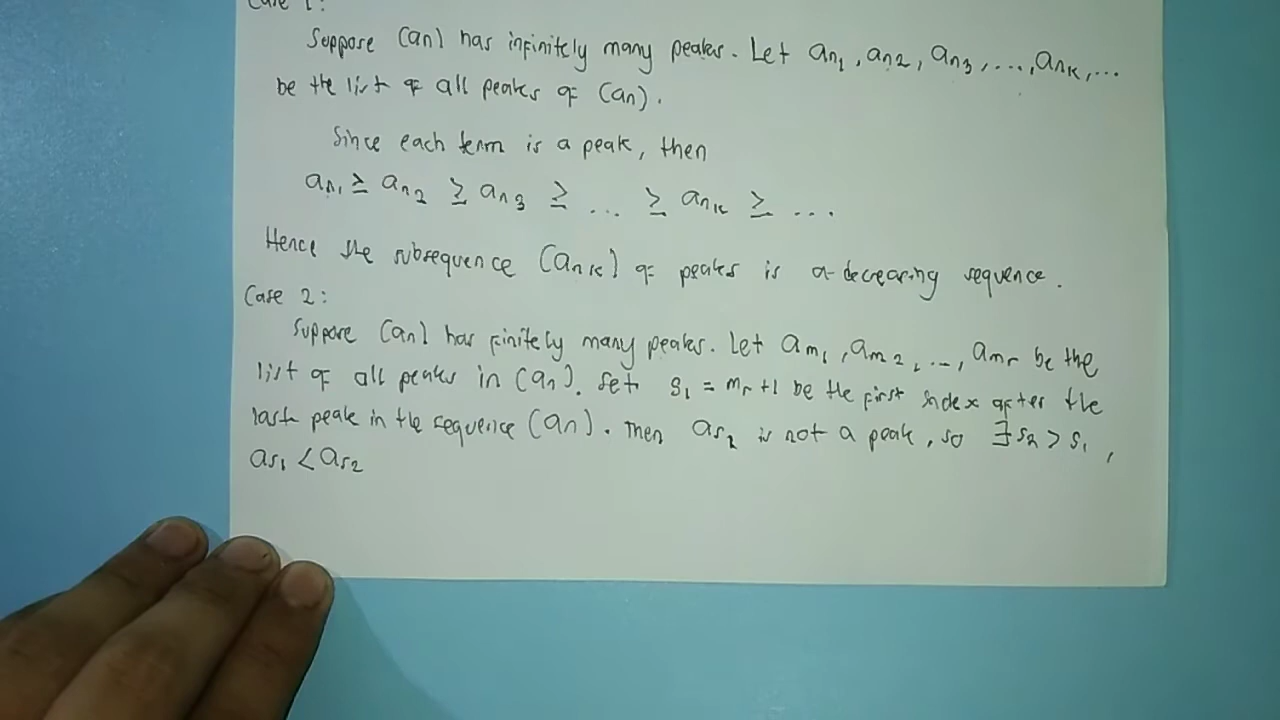 Case 1:
Suppose (an) has infinitely many peaks. Let an₁, an₂, an₃, ..., anₖ, ...
be the list of all peaks of (an).
Since each term is a peak, then
an₁ ≥ an₂ ≥ an₃ ≥ ... ≥ anₖ ≥ ...
Hence the subsequence (anₖ) of peaks is a decreasing sequence.
Case 2:
Suppose (an) has finitely many peaks. Let am₁, am₂, ..., amᵣ be the
list of all peaks in (an). Set s₁ = mᵣ + 1 be the first index after the
last peak in the sequence (an). Then as₂ is not a peak, so ∃ s₂ > s₁,
as₁ < as₂